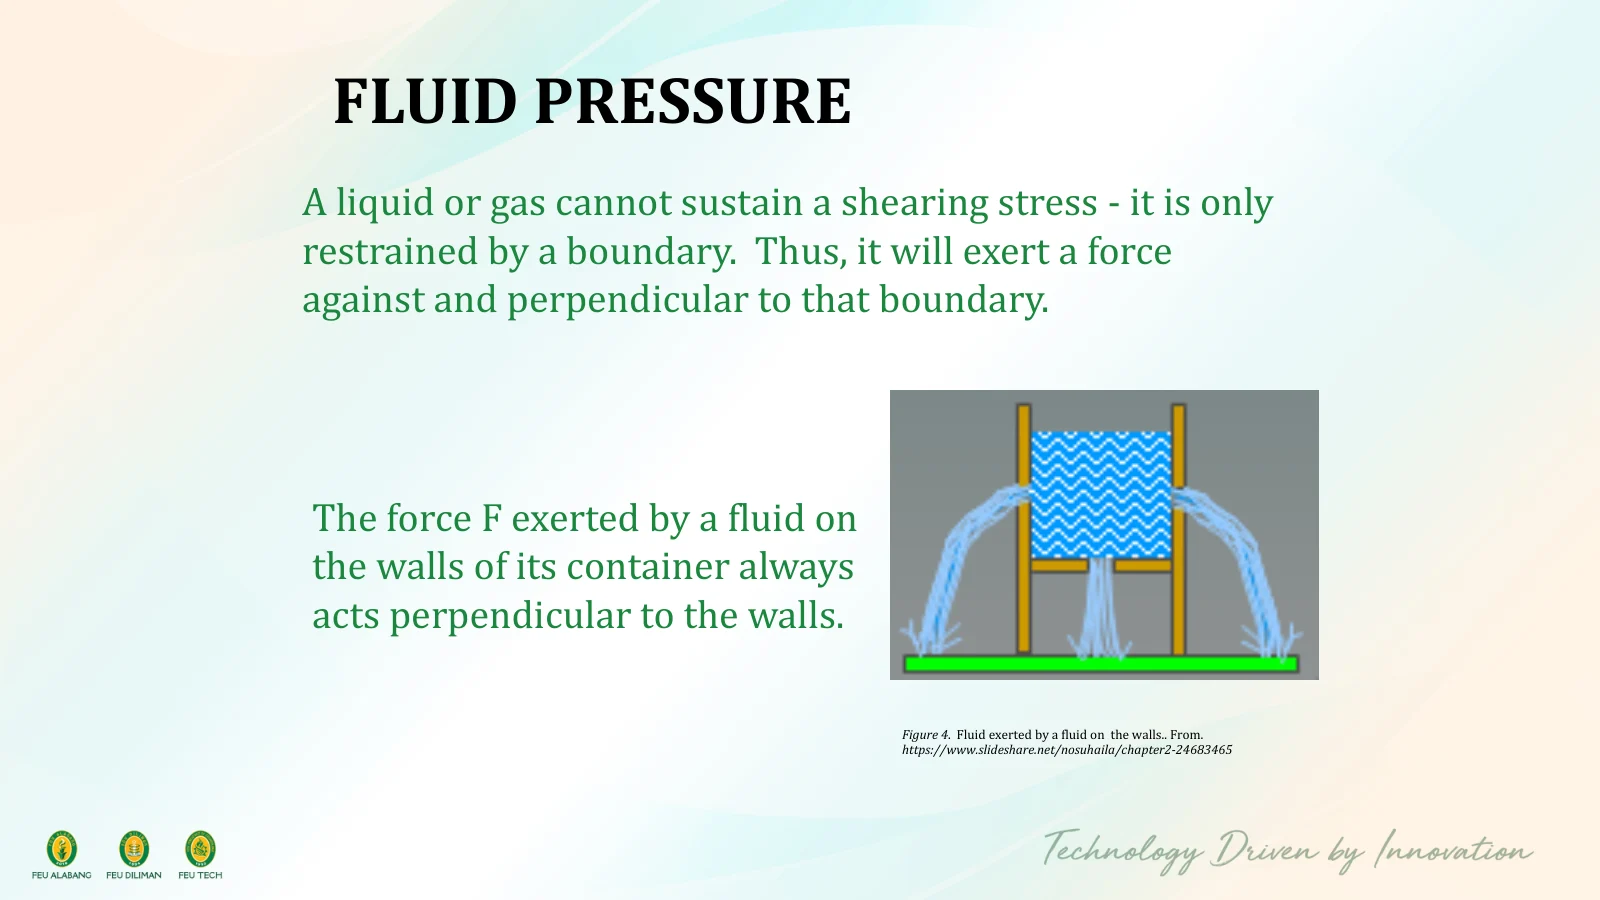 FLUID PRESSURE
A liquid or gas cannot sustain a shearing stress - it is only
restrained by a boundary.  Thus, it will exert a force
against and perpendicular to that boundary.
The force F exerted by a fluid on
the walls of its container always
acts perpendicular to the walls.
Figure 4.  Fluid exerted by a fluid on  the walls.. From.
https://www.slideshare.net/nosuhaila/chapter2-24683465
FEU ALABANG
FEU DILIMAN
FEU TECH
Technology Driven by Innovation